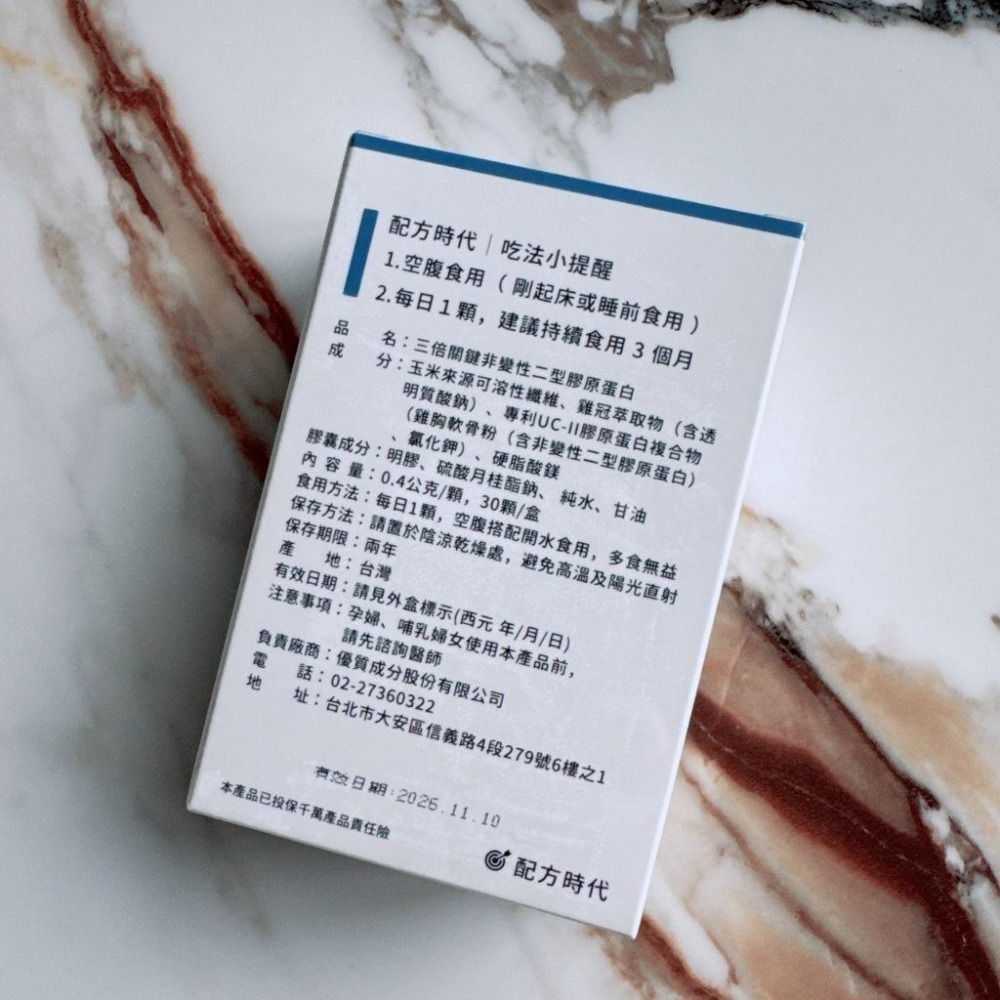 配方時代｜吃法小提醒
1.空腹食用（剛起床或睡前食用）
2.每日1顆，建議持續食用3個月
品名：三倍關鍵非變性二型膠原蛋白
成分：玉米來源可溶性纖維、雞冠萃取物（含透
明質酸鈉）、專利UC-II膠原蛋白複合物
（雞胸軟骨粉（含非變性二型膠原蛋白）
、氯化鉀）、硬脂酸鎂
膠囊成分：明膠、硫酸月桂酯鈉、純水、甘油
內容量：0.4公克/顆，30顆/盒
食用方法：每日1顆，空腹搭配開水食用，多食無益
保存方法：請置於陰涼乾燥處，避免高溫及陽光直射
保存期限：兩年
產地：台灣
有效日期：請見外盒標示(西元 年/月/日)
注意事項：孕婦、哺乳婦女使用本產品前，
請先諮詢醫師
負責廠商：優質成分股份有限公司
電話：02-27360322
地址：台北市大安區信義路4段279號6樓之1
有效日期:2026.11.10
本產品已投保千萬產品責任險
配方時代